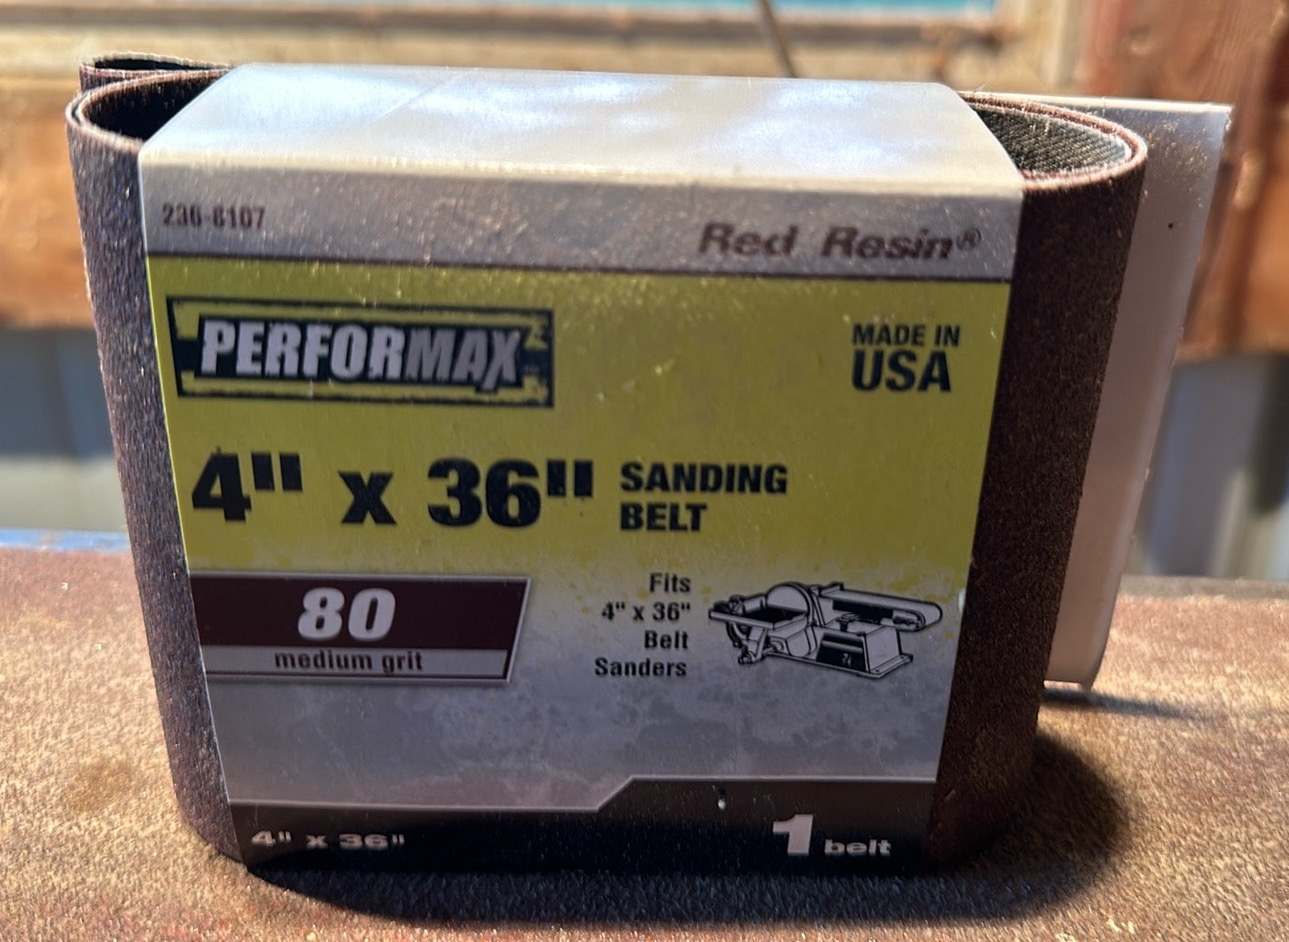 236-8107
Red Resin®
PERFORMAX
MADE IN
USA
4" x 36" SANDING
BELT
80
medium grit
Fits
4" x 36"
Belt
Sanders
4" x 36"
1 belt